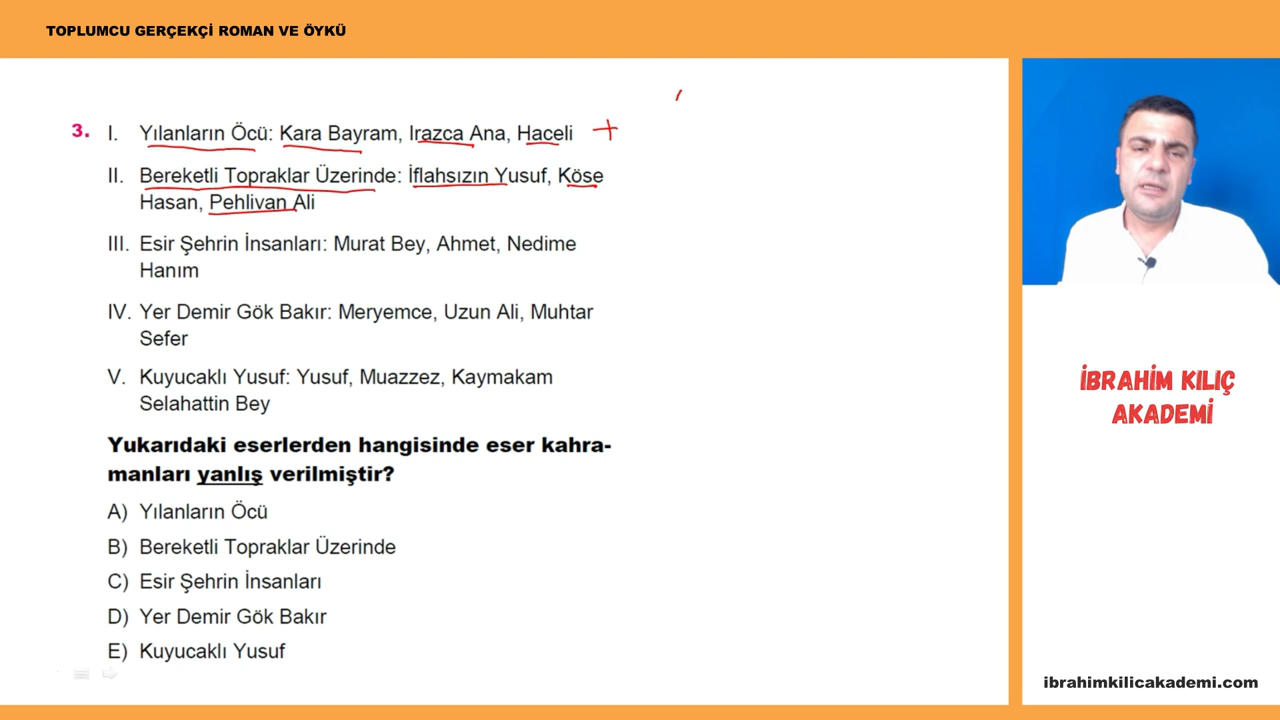 TOPLUMCU GERÇEKÇİ ROMAN VE ÖYKÜ
3. I. Yılanların Öcü: Kara Bayram, Irazca Ana, Haceli
II. Bereketli Topraklar Üzerinde: İflahsızın Yusuf, Köse
Hasan, Pehlivan Ali
III. Esir Şehrin İnsanları: Murat Bey, Ahmet, Nedime
Hanım
IV. Yer Demir Gök Bakır: Meryemce, Uzun Ali, Muhtar
Sefer
V. Kuyucaklı Yusuf: Yusuf, Muazzez, Kaymakam
Selahattin Bey
Yukarıdaki eserlerden hangisinde eser kahra-
manları yanlış verilmiştir?
A) Yılanların Öcü
B) Bereketli Topraklar Üzerinde
C) Esir Şehrin İnsanları
D) Yer Demir Gök Bakır
E) Kuyucaklı Yusuf
İBRAHİM KILIÇ
AKADEMİ
ibrahimkilicakademi.com